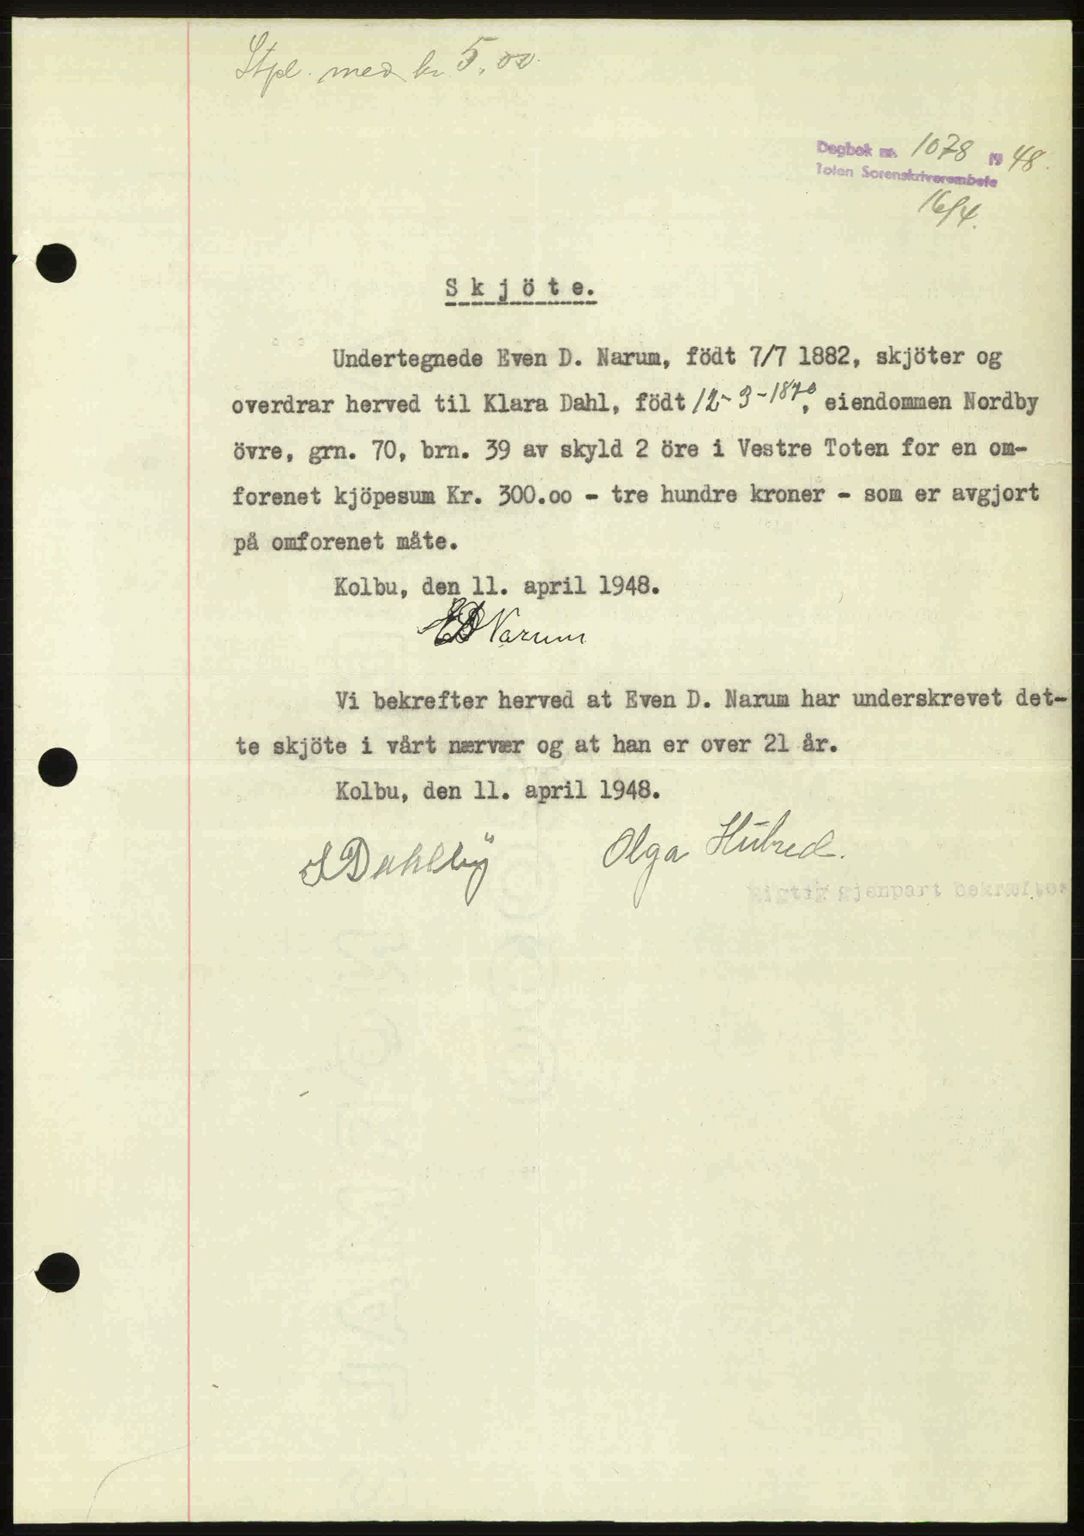 Stpl. med kr 5.00.
Dagbok nr. 1078 1948.
Toten Sorenskriverembete
16/4.
Skjöte.
Undertegnede Even D. Narum, födt 7/7 1882, skjöter og
overdrar herved til Klara Dahl, födt 12-3-1870, eiendommen Nordby
övre, grn. 70, brn. 39 av skyld 2 öre i Vestre Toten for en om-
forenet kjöpesum Kr. 300.oo - tre hundre kroner - som er avgjort
på omforenet måte.
Kolbu, den 11. april 1948.
ED Narum
Vi bekrefter herved at Even D. Narum har underskrevet det-
te skjöte i vårt nærvær og at han er over 21 år.
Kolbu, den 11. april 1948.
Dahlby Olga
Rigtig gjenpart bekræftes